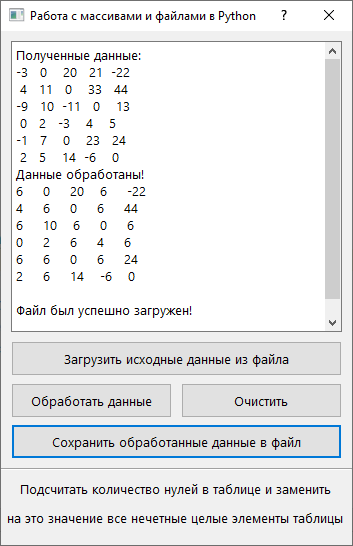 Работа с массивами и файлами в Python
Полученные данные:
-3 0 20 21 -22
4 11 0 33 44
-9 10 -11 0 13
0 2 -3 4 5
-1 7 0 23 24
2 5 14 -6 0
Данные обработаны!
6 0 20 6 -22
4 6 0 6 44
6 10 6 0 6
0 2 6 4 6
6 6 0 6 24
2 6 14 -6 0
Файл был успешно загружен!
Загрузить исходные данные из файла
Обработать данные
Очистить
Сохранить обработанные данные в файл
Подсчитать количество нулей в таблице и заменить
на это значение все нечетные целые элементы таблицы